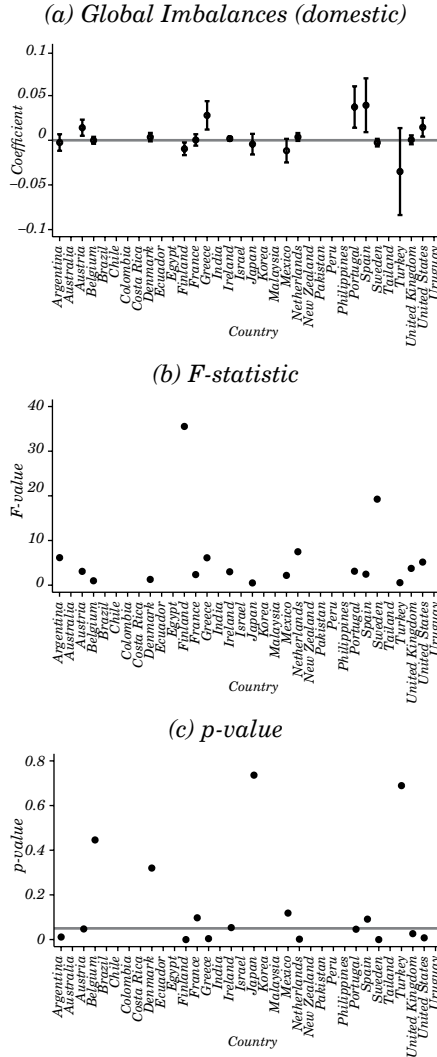 (a) Global Imbalances (domestic)
0.1
0.05
0
−0.05
−0.1
Coefficient
Argentina
Australia
Austria
Belgium
Brazil
Chile
Colombia
Costa Rica
Denmark
Ecuador
Egypt
Finland
France
Greece
India
Ireland
Israel
Japan
Korea
Malaysia
Mexico
Netherlands
New Zealand
Pakistan
Peru
Philippines
Portugal
Spain
Sweden
Tailand
Turkey
United Kingdom
United States
Uruguay
Country
(b) F-statistic
40
30
20
10
0
F-value
Argentina
Australia
Austria
Belgium
Brazil
Chile
Colombia
Costa Rica
Denmark
Ecuador
Egypt
Finland
France
Greece
India
Ireland
Israel
Japan
Korea
Malaysia
Mexico
Netherlands
New Zealand
Pakistan
Peru
Philippines
Portugal
Spain
Sweden
Tailand
Turkey
United Kingdom
United States
Uruguay
Country
(c) p-value
0.8
0.6
0.4
0.2
0
p-value
Argentina
Australia
Austria
Belgium
Brazil
Chile
Colombia
Costa Rica
Denmark
Ecuador
Egypt
Finland
France
Greece
India
Ireland
Israel
Japan
Korea
Malaysia
Mexico
Netherlands
New Zealand
Pakistan
Peru
Philippines
Portugal
Spain
Sweden
Tailand
Turkey
United Kingdom
United States
Uruguay
Country